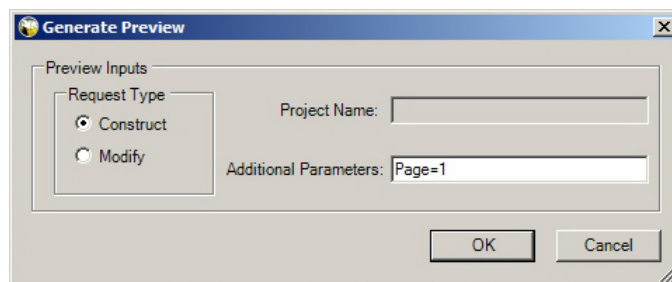 Generate Preview
Preview Inputs
Request Type
Construct
Modify
Project Name:
Additional Parameters: Page=1
OK Cancel